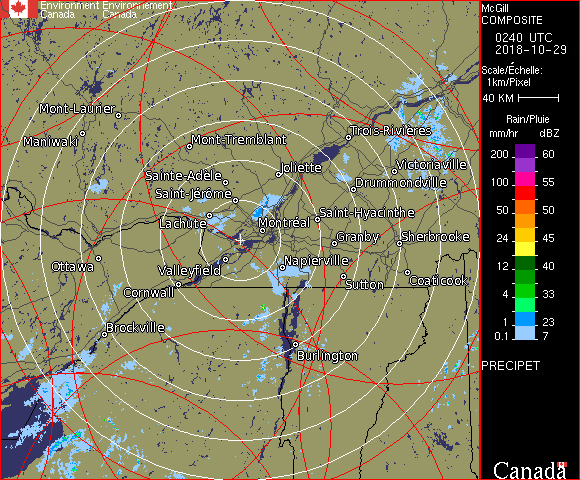 Environment Environnement
Canada Canada
McGill
COMPOSITE
0240 UTC
2018-10-29
Scale/Échelle:
1km/Pixel
40 KM
Rain/Pluie
mm/hr dBZ
200 60
100 55
50 50
24 45
12 40
4 33
1 23
0.1 7
PRECIPET
Canada
Mont-Laurier
Maniwaki
Mont-Tremblant
Trois-Rivières
Sainte-Adèle
Joliette
Victoriaville
Saint-Jérôme
Drummondville
Lachute
Montréal
Saint-Hyacinthe
Granby
Sherbrooke
Ottawa
Valleyfield
Napierville
Cornwall
Sutton
Coaticook
Brockville
Burlington